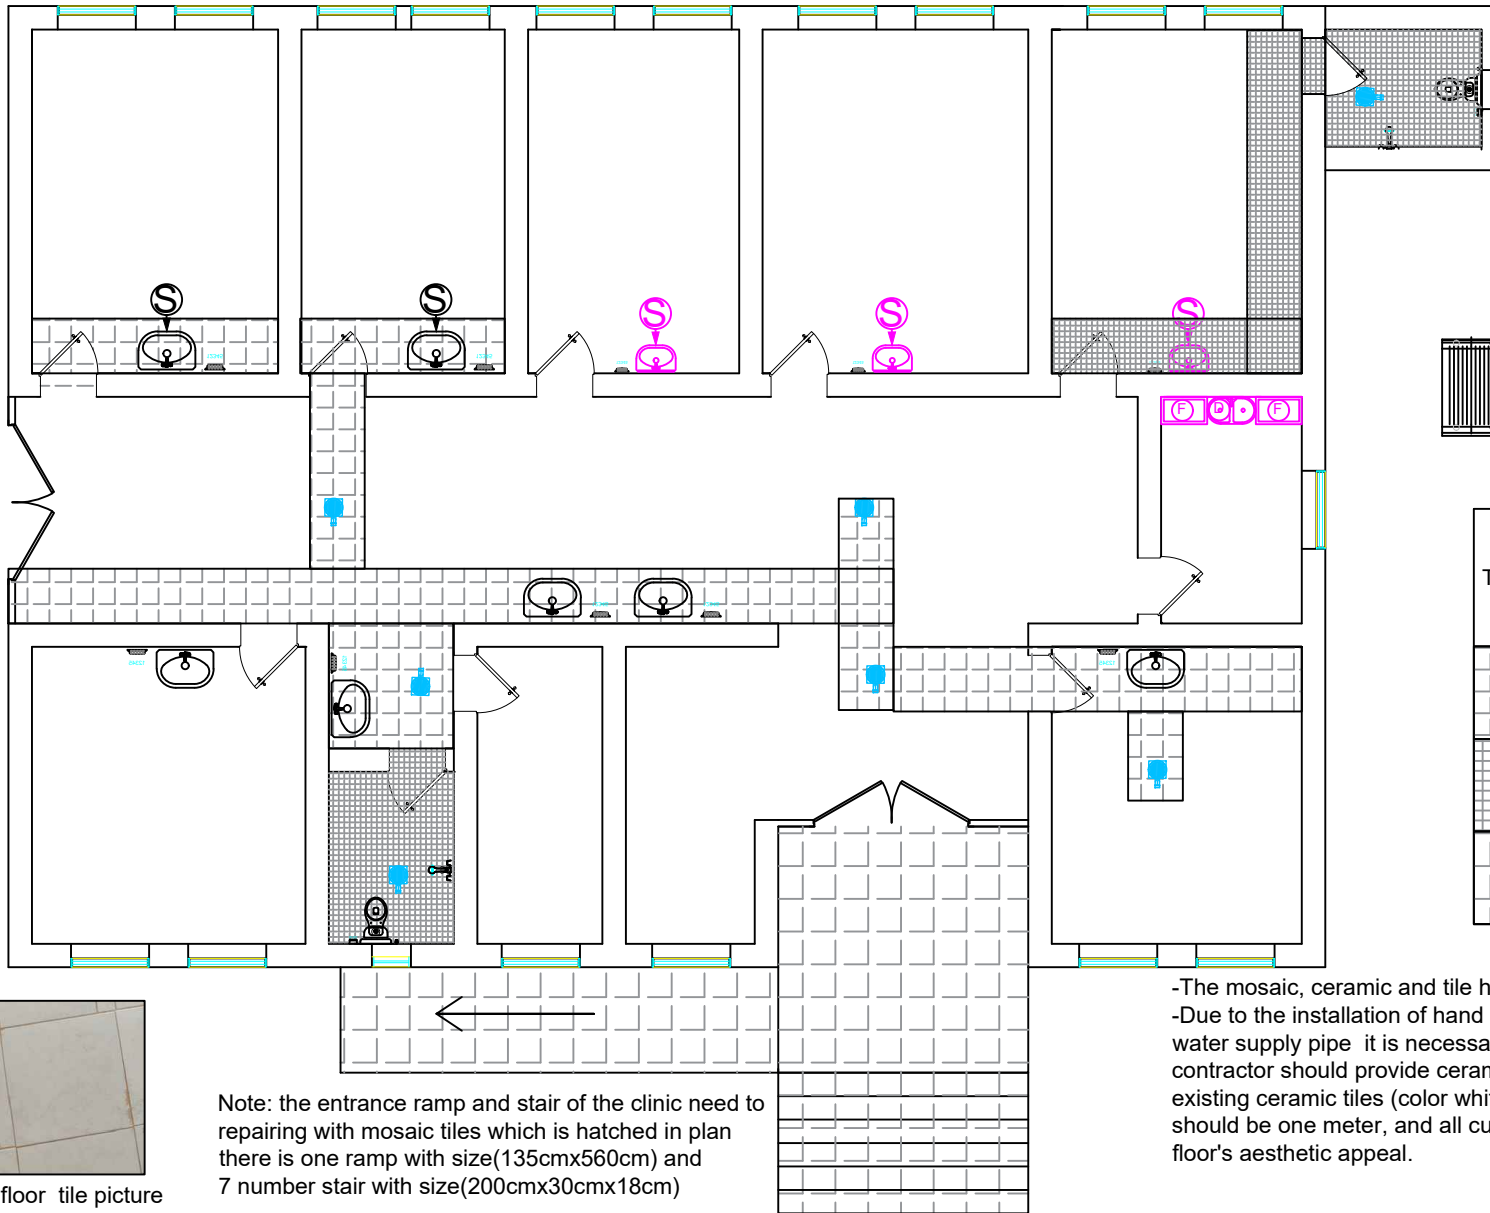 S
S
S
S
S
F
D
F
T
-The mosaic, ceramic and tile h
-Due to the installation of hand
water supply pipe it is necessa
contractor should provide ceram
existing ceramic tiles (color whi
should be one meter, and all cu
floor's aesthetic appeal.
Note: the entrance ramp and stair of the clinic need to
repairing with mosaic tiles which is hatched in plan
there is one ramp with size(135cmx560cm) and
7 number stair with size(200cmx30cmx18cm)
floor tile picture